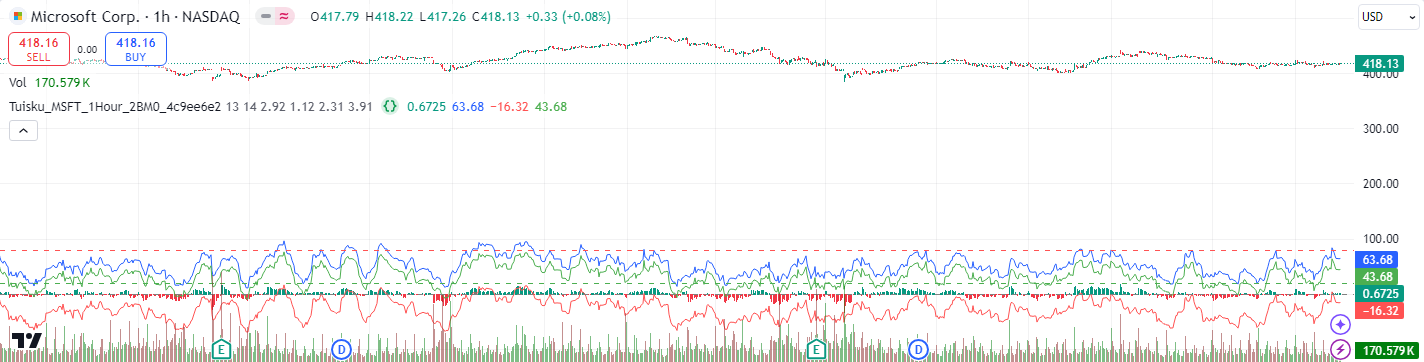 Microsoft Corp. · 1h · NASDAQ O417.79 H418.22 L417.26 C418.13 +0.33 (+0.08%) USD
418.16 SELL 0.00 418.16 BUY
418.13
400.00
Vol 170.579 K
Tuisku_MSFT_1Hour_2BM0_4c9ee6e2 13 14 2.92 1.12 2.31 3.91 {} 0.6725 63.68 −16.32 43.68
300.00
200.00
100.00
63.68
43.68
0.6725
−16.32
E D E D
170.579 K